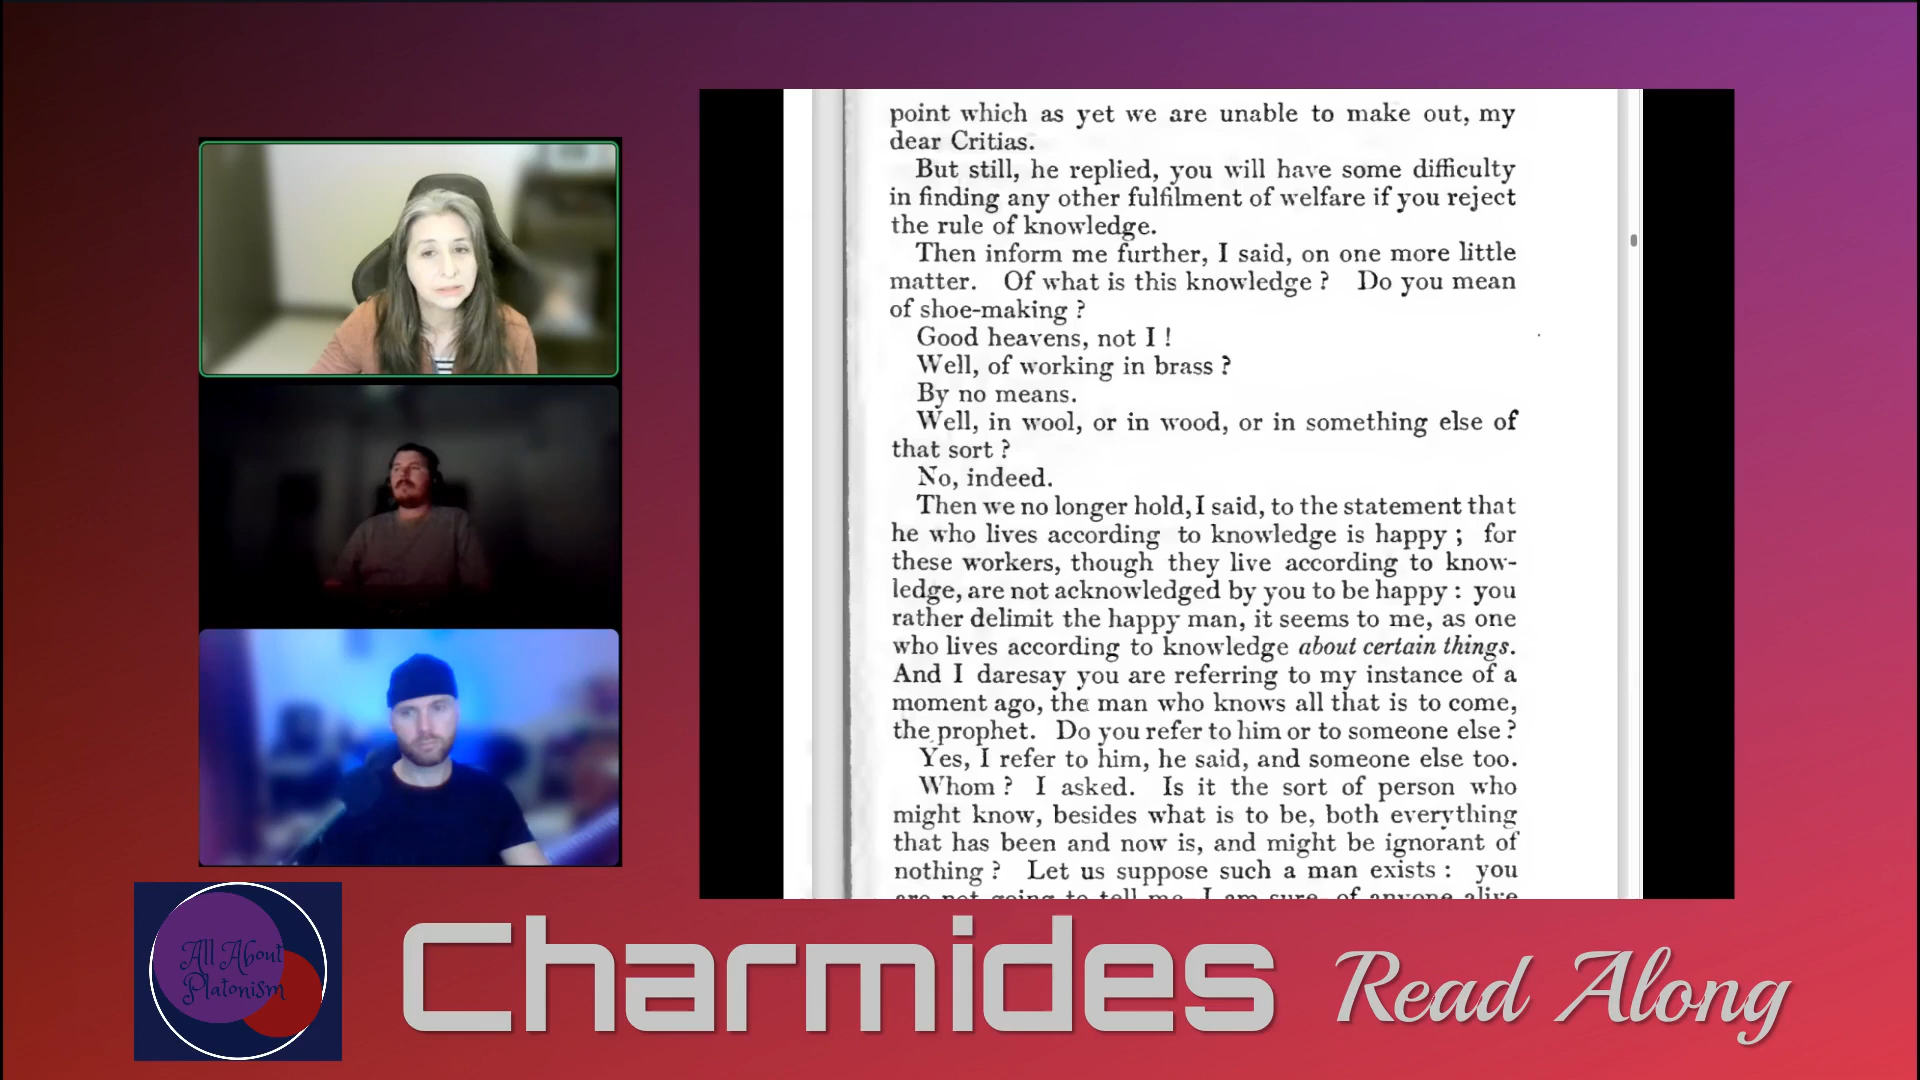 point which as yet we are unable to make out, my
dear Critias.
But still, he replied, you will have some difficulty
in finding any other fulfilment of welfare if you reject
the rule of knowledge.
Then inform me further, I said, on one more little
matter. Of what is this knowledge ? Do you mean
of shoe-making ?
Good heavens, not I !
Well, of working in brass ?
By no means.
Well, in wool, or in wood, or in something else of
that sort ?
No, indeed.
Then we no longer hold, I said, to the statement that
he who lives according to knowledge is happy ; for
these workers, though they live according to know-
ledge, are not acknowledged by you to be happy : you
rather delimit the happy man, it seems to me, as one
who lives according to knowledge about certain things.
And I daresay you are referring to my instance of a
moment ago, the man who knows all that is to come,
the prophet. Do you refer to him or to someone else ?
Yes, I refer to him, he said, and someone else too.
Whom ? I asked. Is it the sort of person who
might know, besides what is to be, both everything
that has been and now is, and might be ignorant of
nothing ? Let us suppose such a man exists : you
are not going to tell me, I am sure, of anyone alive
All About
Platonism
Charmides Read Along